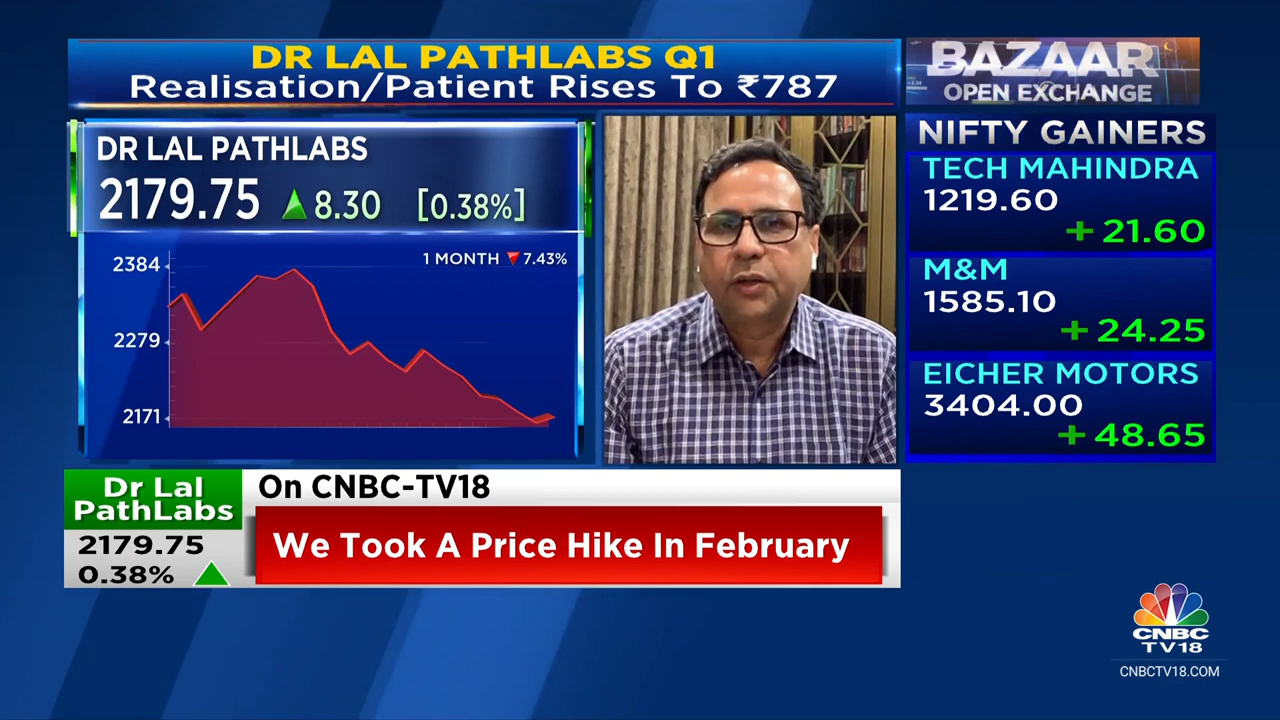 DR LAL PATHLABS Q1
Realisation/Patient Rises To ₹787
BAZAAR
OPEN EXCHANGE
DR LAL PATHLABS
2179.75 ▲ 8.30 [0.38%]
1 MONTH ▼ 7.43%
2384
2279
2171
NIFTY GAINERS
TECH MAHINDRA
1219.60
+ 21.60
M&M
1585.10
+ 24.25
EICHER MOTORS
3404.00
+ 48.65
Dr Lal
PathLabs
2179.75
0.38% ▲
On CNBC-TV18
We Took A Price Hike In February
CNBC
TV18
CNBCTV18.COM